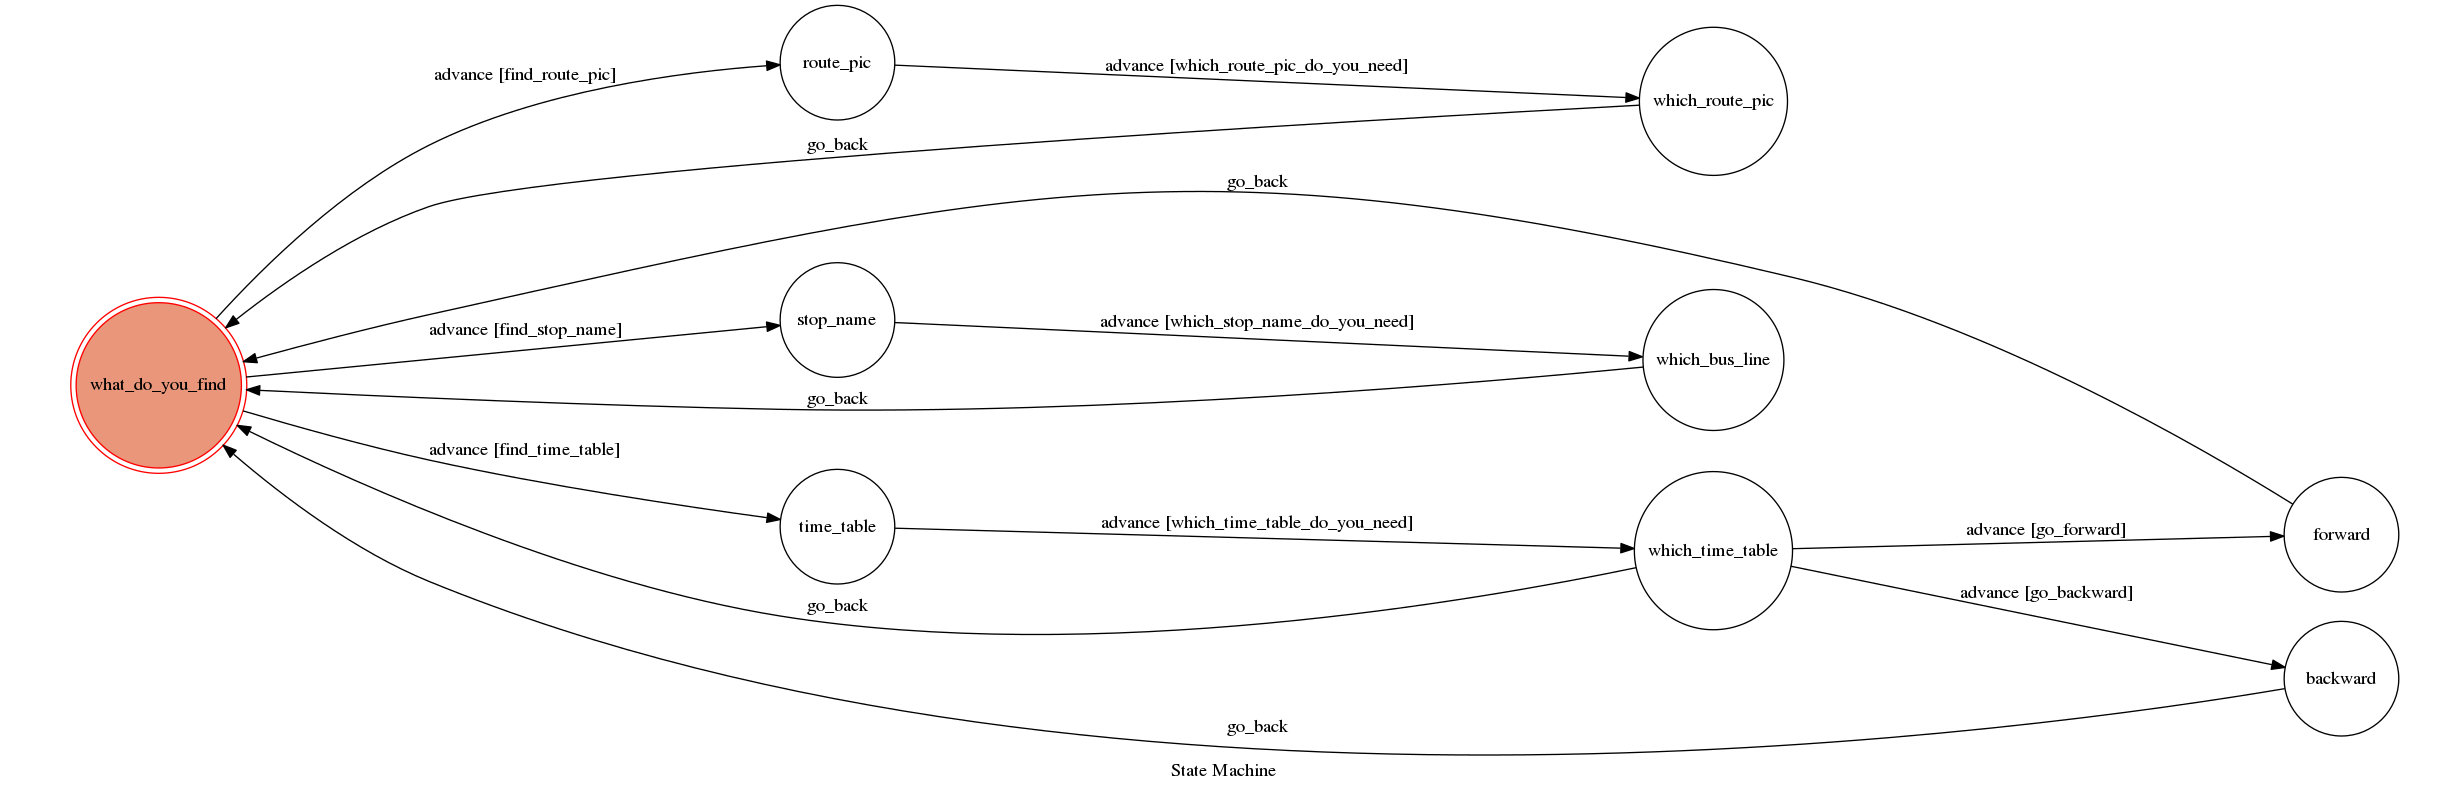 route_pic
advance [find_route_pic]
advance [which_route_pic_do_you_need]
which_route_pic
go_back
go_back
stop_name
advance [find_stop_name]
advance [which_stop_name_do_you_need]
which_bus_line
what_do_you_find
go_back
advance [find_time_table]
time_table
advance [which_time_table_do_you_need]
which_time_table
advance [go_forward]
forward
advance [go_backward]
go_back
backward
go_back
State Machine